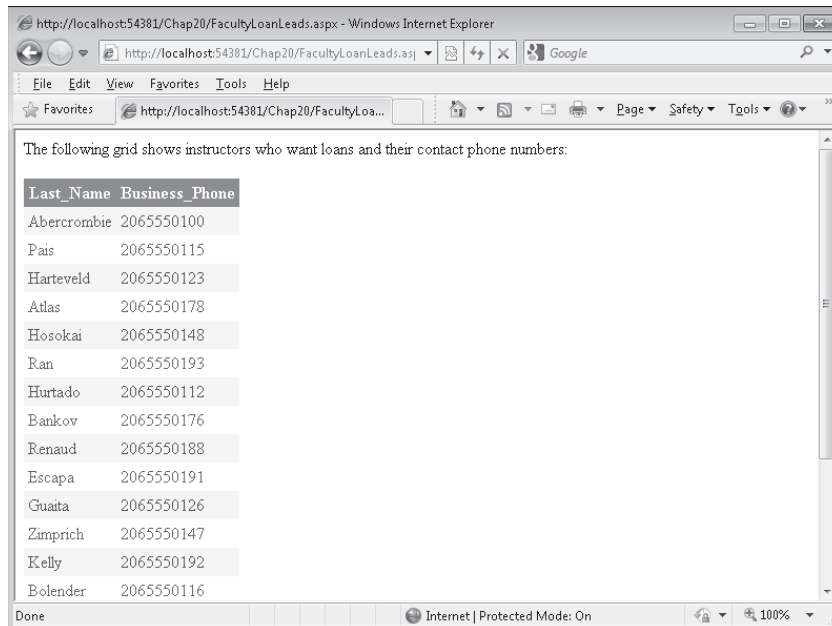 http://localhost:54381/Chap20/FacultyLoanLeads.aspx - Windows Internet Explorer
http://localhost:54381/Chap20/FacultyLoanLeads.asp
Google
File Edit View Favorites Tools Help
Favorites http://localhost:54381/Chap20/FacultyLoa... Page Safety Tools
The following grid shows instructors who want loans and their contact phone numbers:
Last_Name Business_Phone
Abercrombie 2065550100
Pais 2065550115
Harteveld 2065550123
Atlas 2065550178
Hosokai 2065550148
Ran 2065550193
Hurtado 2065550112
Bankov 2065550176
Renaud 2065550188
Escapa 2065550191
Guaita 2065550126
Zimprich 2065550147
Kelly 2065550192
Bolender 2065550116
Done Internet | Protected Mode: On 100%